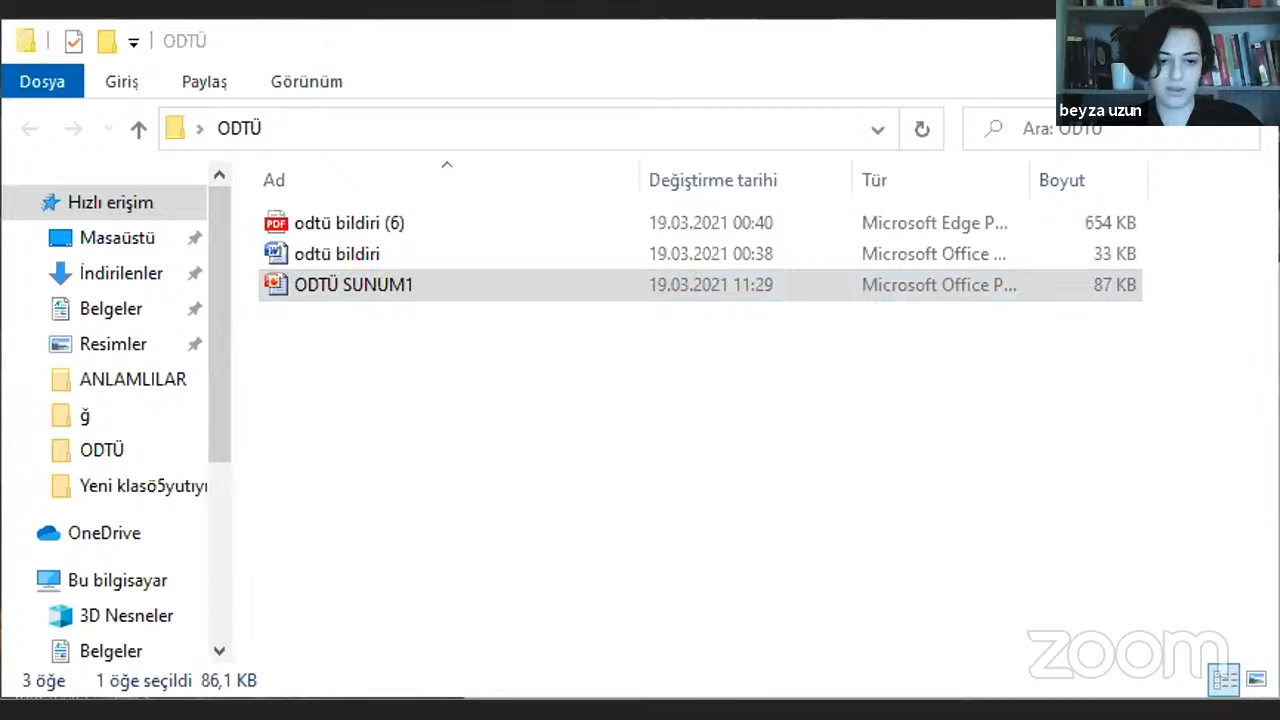 ODTÜ
beyza uzun
Dosya Giriş Paylaş Görünüm
ODTÜ
Ara: ODTÜ
Ad Değiştirme tarihi Tür Boyut
odtü bildiri (6) 19.03.2021 00:40 Microsoft Edge P... 654 KB
odtü bildiri 19.03.2021 00:38 Microsoft Office ... 33 KB
ODTÜ SUNUM1 19.03.2021 11:29 Microsoft Office P... 87 KB
Hızlı erişim
Masaüstü
İndirilenler
Belgeler
Resimler
ANLAMLILAR
ğ
ODTÜ
Yeni klasö5yutıyı
OneDrive
Bu bilgisayar
3D Nesneler
Belgeler
zoom
3 öğe 1 öğe seçildi 86,1 KB